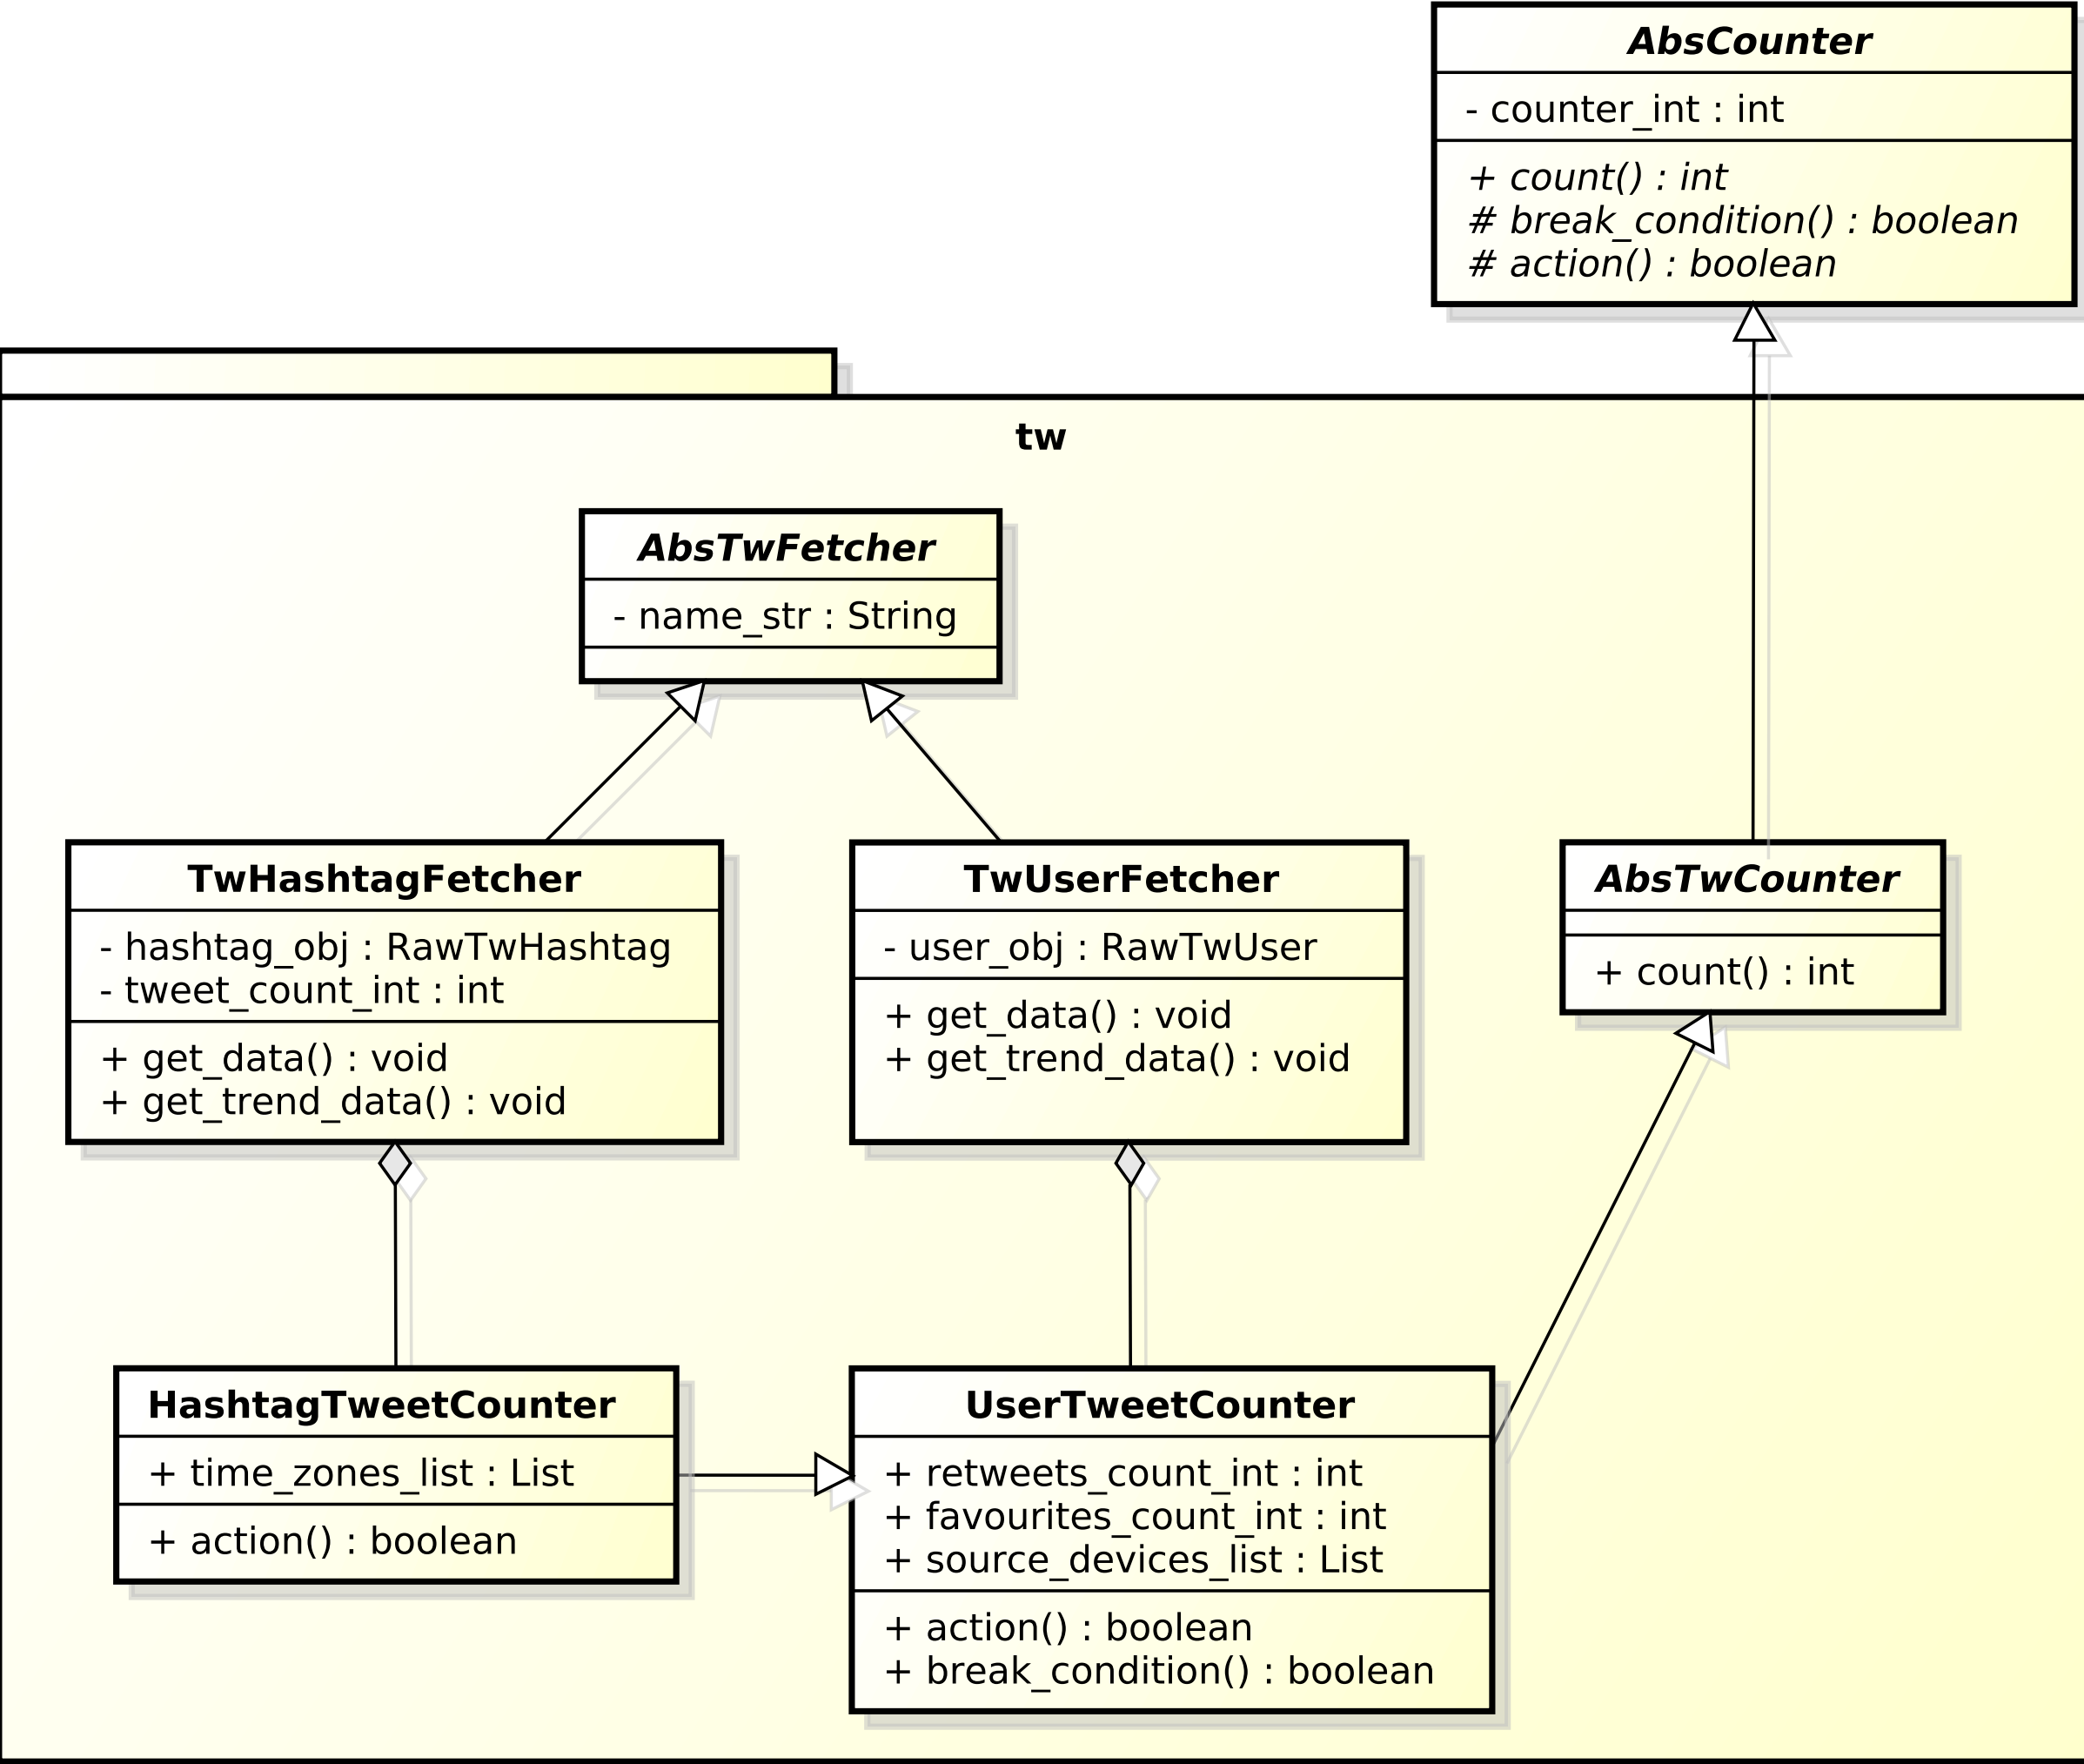 AbsCounter
- counter_int : int
+ count() : int
# break_condition() : boolean
# action() : boolean
tw
AbsTwFetcher
- name_str : String
TwHashtagFetcher
- hashtag_obj : RawTwHashtag
- tweet_count_int : int
+ get_data() : void
+ get_trend_data() : void
TwUserFetcher
- user_obj : RawTwUser
+ get_data() : void
+ get_trend_data() : void
AbsTwCounter
+ count() : int
HashtagTweetCounter
+ time_zones_list : List
+ action() : boolean
UserTweetCounter
+ retweets_count_int : int
+ favourites_count_int : int
+ source_devices_list : List
+ action() : boolean
+ break_condition() : boolean